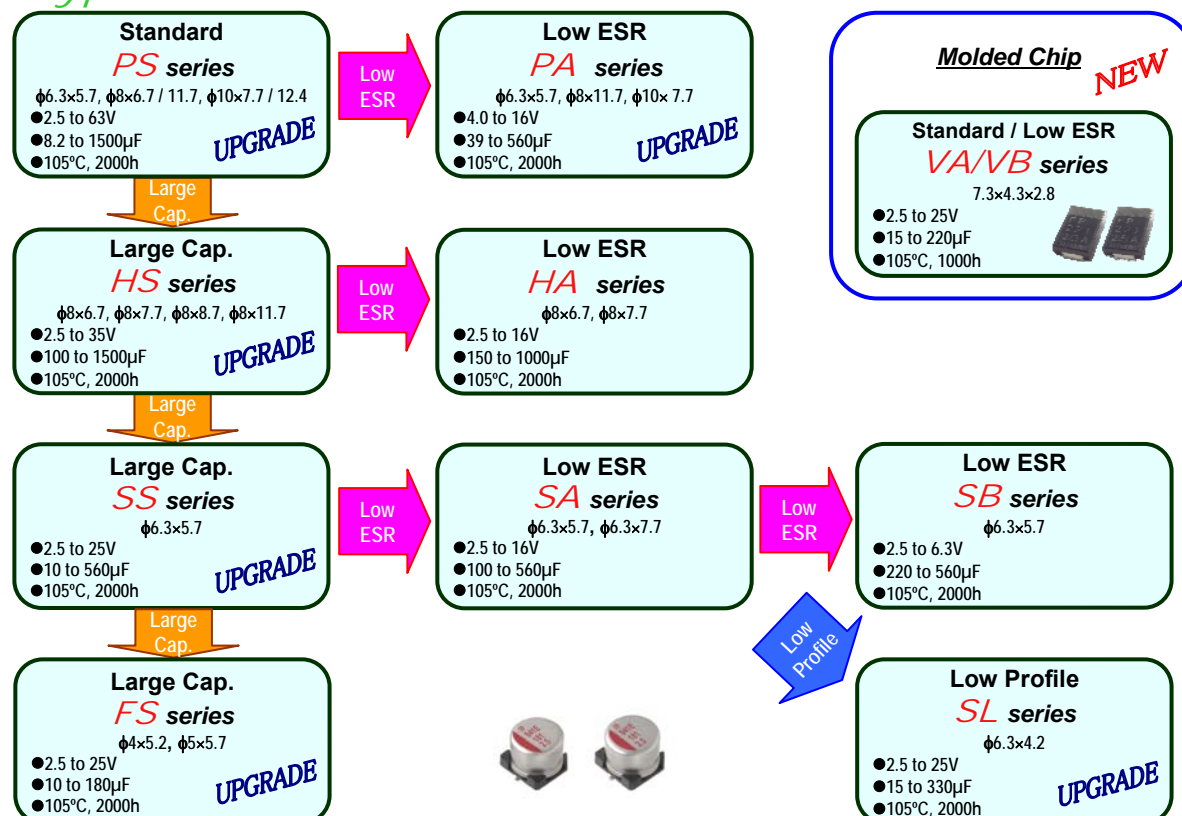 Standard
PS series
ϕ6.3×5.7, ϕ8×6.7 / 11.7, ϕ10×7.7 / 12.4
●2.5 to 63V
●8.2 to 1500µF
●105ºC, 2000h
UPGRADE
Low
ESR
Low ESR
PA series
ϕ6.3×5.7, ϕ8×11.7, ϕ10× 7.7
●4.0 to 16V
●39 to 560µF
●105ºC, 2000h
UPGRADE
Molded Chip
NEW
Standard / Low ESR
VA/VB series
7.3×4.3×2.8
●2.5 to 25V
●15 to 220µF
●105ºC, 1000h
Large
Cap.
Large Cap.
HS series
ϕ8×6.7, ϕ8×7.7, ϕ8×8.7, ϕ8×11.7
●2.5 to 35V
●100 to 1500µF
●105ºC, 2000h
UPGRADE
Low
ESR
Low ESR
HA series
ϕ8×6.7, ϕ8×7.7
●2.5 to 16V
●150 to 1000µF
●105ºC, 2000h
Large
Cap.
Large Cap.
SS series
ϕ6.3×5.7
●2.5 to 25V
●10 to 560µF
●105ºC, 2000h
UPGRADE
Low
ESR
Low ESR
SA series
ϕ6.3×5.7, ϕ6.3×7.7
●2.5 to 16V
●100 to 560µF
●105ºC, 2000h
Low
ESR
Low ESR
SB series
ϕ6.3×5.7
●2.5 to 6.3V
●220 to 560µF
●105ºC, 2000h
Large
Cap.
Low
Profile
Large Cap.
FS series
ϕ4×5.2, ϕ5×5.7
●2.5 to 25V
●10 to 180µF
●105ºC, 2000h
UPGRADE
Low Profile
SL series
ϕ6.3×4.2
●2.5 to 25V
●15 to 330µF
●105ºC, 2000h
UPGRADE